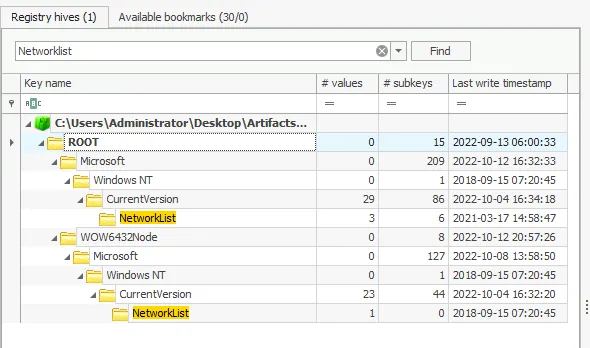 Registry hives (1) Available bookmarks (30/0)
Networklist Find
Key name # values # subkeys Last write timestamp
ABC = = =
C:\Users\Administrator\Desktop\Artifacts...
ROOT 0 15 2022-09-13 06:00:33
Microsoft 0 209 2022-10-12 16:32:33
Windows NT 0 1 2018-09-15 07:20:45
CurrentVersion 29 86 2022-10-04 16:34:18
NetworkList 3 6 2021-03-17 14:58:47
WOW6432Node 0 8 2022-10-12 20:57:26
Microsoft 0 127 2022-10-08 13:58:50
Windows NT 0 1 2018-09-15 07:20:45
CurrentVersion 23 44 2022-10-04 16:32:20
NetworkList 1 0 2018-09-15 07:20:45